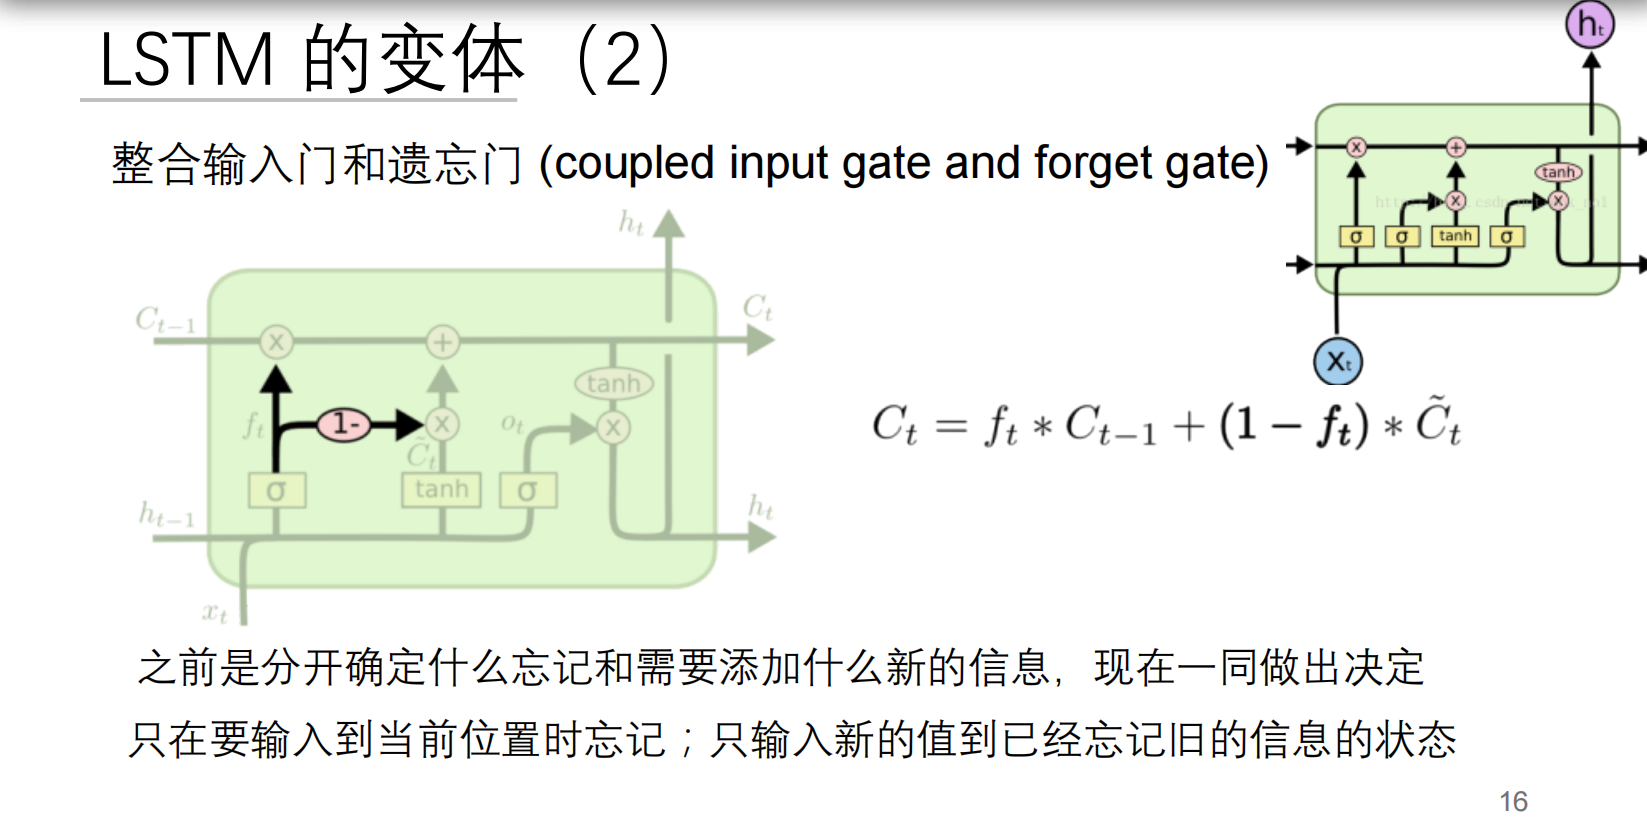 LSTM 的变体（2）
整合输入门和遗忘门 (coupled input gate and forget gate)
h_t
x
+
tanh
x
x
σ
σ
tanh
σ
X_t
h_t
C_{t-1}
C_t
x
+
tanh
f_t
1-
x
o_t
x
C̃_t
σ
tanh
σ
h_{t-1}
h_t
x_t
C_t = f_t * C_{t-1} + (1 − f_t) * C̃_t
之前是分开确定什么忘记和需要添加什么新的信息，现在一同做出决定
只在要输入到当前位置时忘记；只输入新的值到已经忘记旧的信息的状态
16